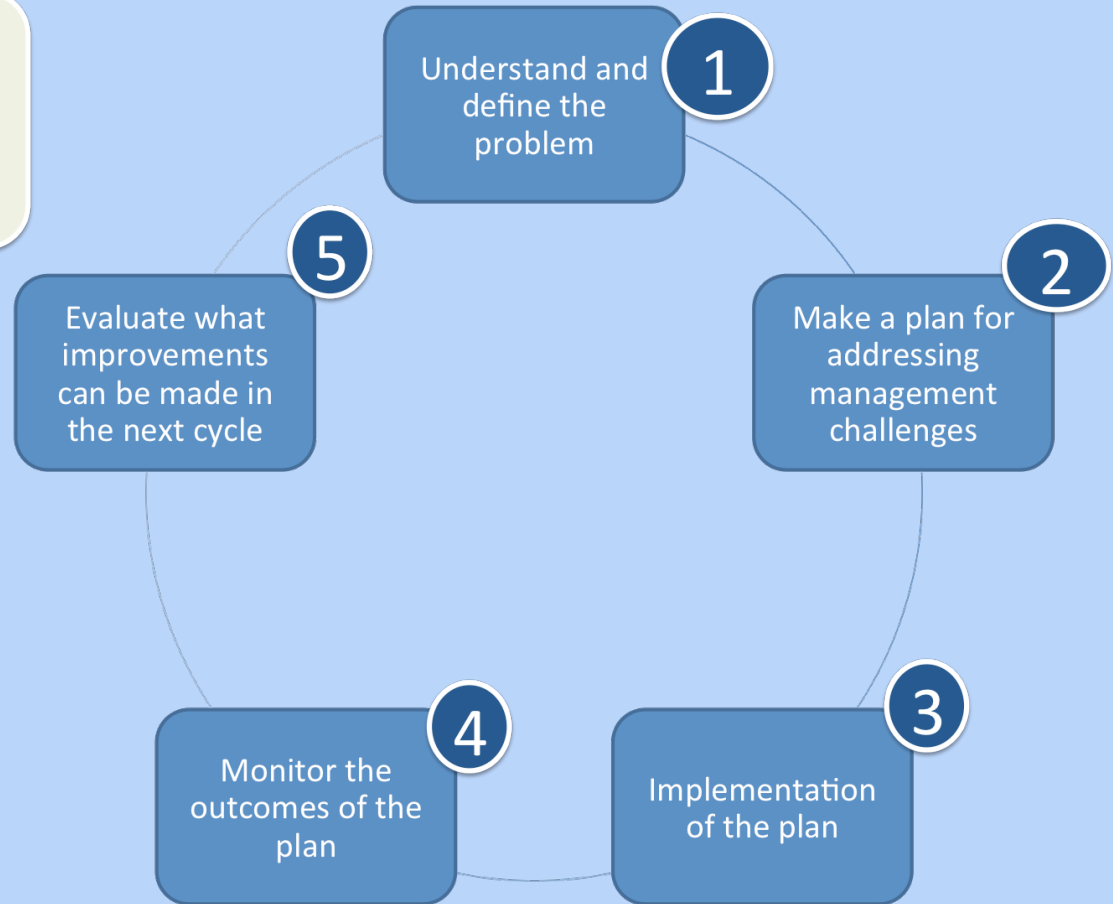 Understand and
define the
problem
1
2
Make a plan for
addressing
management
challenges
3
Implementation
of the plan
4
Monitor the
outcomes of the
plan
5
Evaluate what
improvements
can be made in
the next cycle